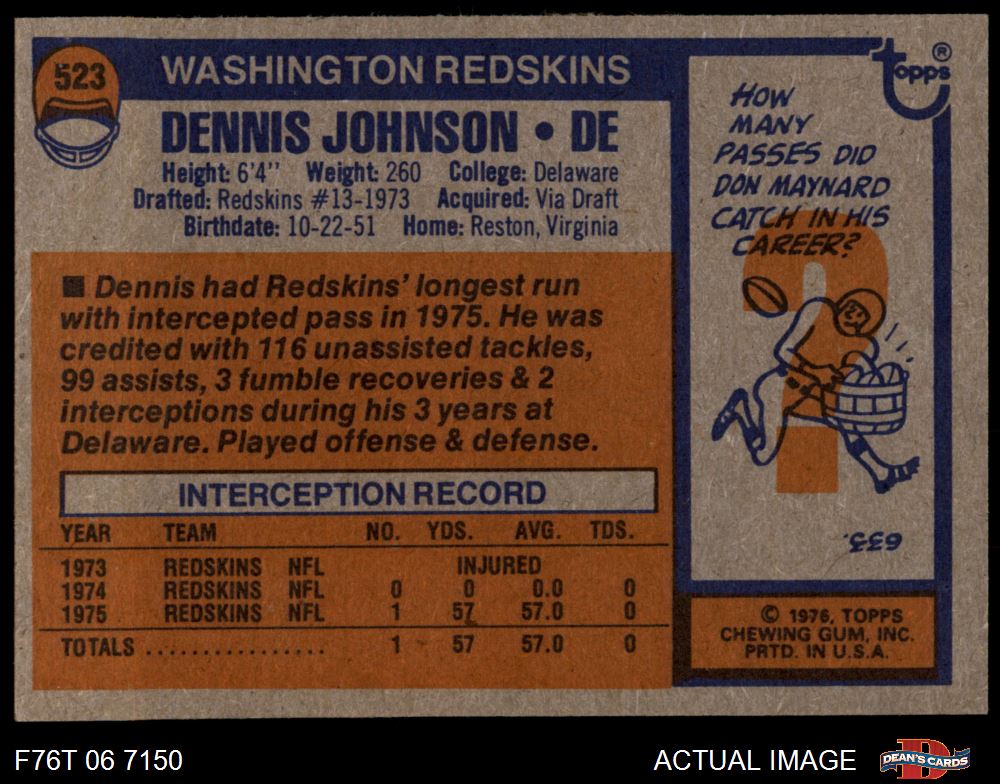 523
WASHINGTON REDSKINS
DENNIS JOHNSON • DE
Height: 6'4" Weight: 260 College: Delaware
Drafted: Redskins #13-1973 Acquired: Via Draft
Birthdate: 10-22-51 Home: Reston, Virginia
■ Dennis had Redskins' longest run
with intercepted pass in 1975. He was
credited with 116 unassisted tackles,
99 assists, 3 fumble recoveries & 2
interceptions during his 3 years at
Delaware. Played offense & defense.
INTERCEPTION RECORD
YEAR TEAM NO. YDS. AVG. TDS.
1973 REDSKINS NFL INJURED
1974 REDSKINS NFL 0 0 0.0 0
1975 REDSKINS NFL 1 57 57.0 0
TOTALS ................ 1 57 57.0 0
topps®
HOW
MANY
PASSES DID
DON MAYNARD
CATCH IN HIS
CAREER?
633.
© 1976, TOPPS
CHEWING GUM, INC.
PRTD. IN U.S.A.
F76T 06 7150
ACTUAL IMAGE
DEAN'S CARDS